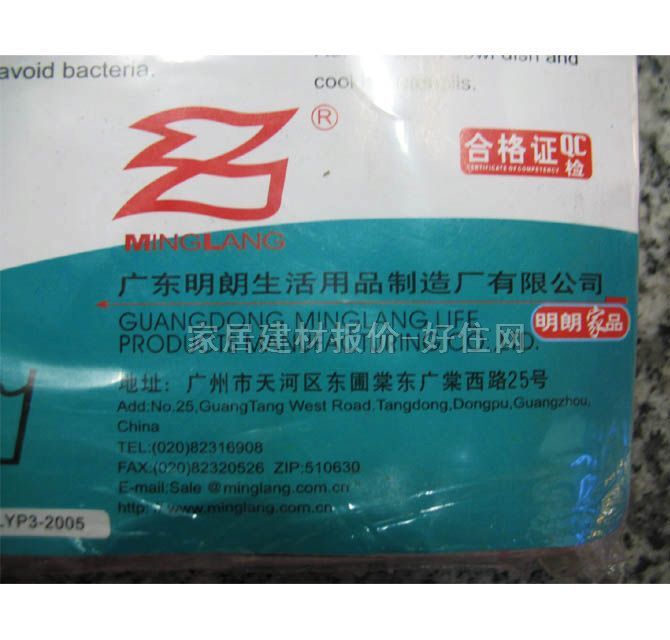 avoid bacteria.
dish and
®
合格证 QC检
CERTIFICATE OF COMPETENCY
MINGLANG
广东明朗生活用品制造厂有限公司
GUANGDONG MINGLANG LIFE
明朗家品
家居建材报价-好住网
地址：广州市天河区东圃棠东广棠西路25号
Add:No.25,GuangTang West Road,Tangdong,Dongpu,Guangzhou,
China
TEL:(020)82316908
FAX:(020)82320526 ZIP:510630
E-mail:Sale @minglang.com.cn
http: //www.minglang.com.cn
LYP3-2005